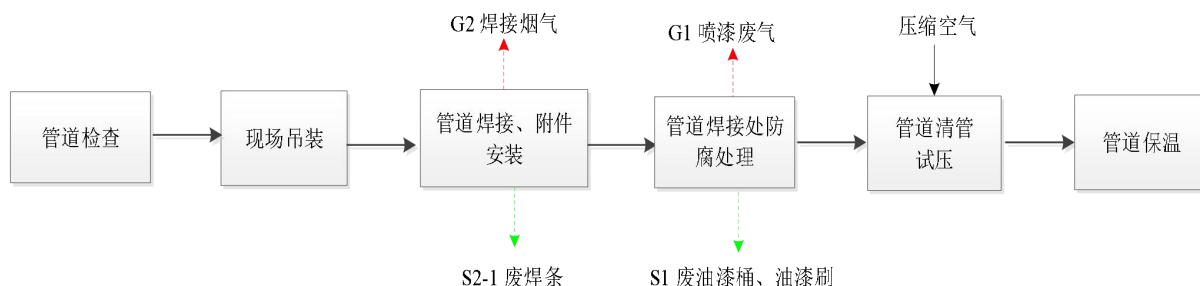 G2 焊接烟气
G1 喷漆废气
压缩空气
管道检查
现场吊装
管道焊接、附件
安装
管道焊接处防
腐处理
管道清管
试压
管道保温
S2-1 废焊条
S1 废油漆桶、油漆刷